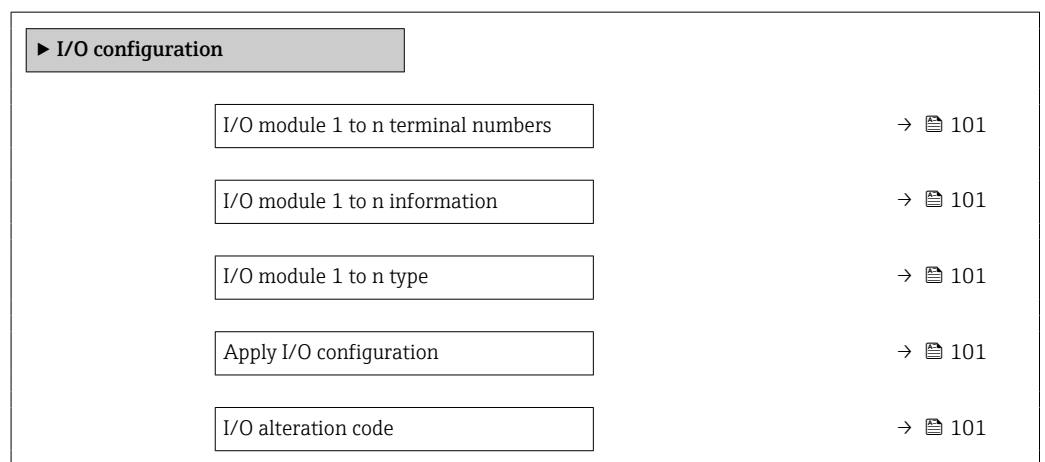 ► I/O configuration
I/O module 1 to n terminal numbers → 101
I/O module 1 to n information → 101
I/O module 1 to n type → 101
Apply I/O configuration → 101
I/O alteration code → 101